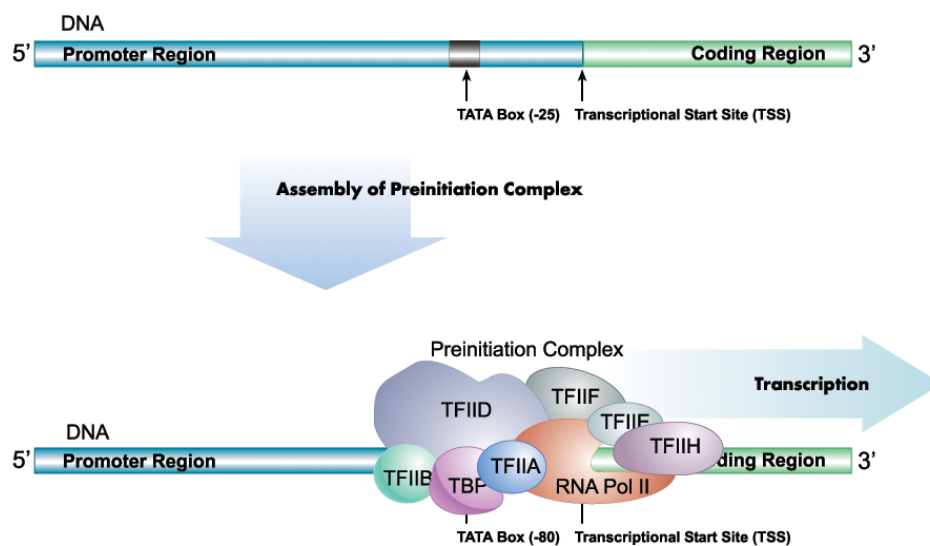 DNA
5’ Promoter Region Coding Region 3’
TATA Box (-25) Transcriptional Start Site (TSS)
Assembly of Preinitiation Complex
Preinitiation Complex
Transcription
TFIIF
TFIID
TFIIE
DNA
TFIIH
5’ Promoter Region ding Region 3’
TFIIB TBP TFIIA RNA Pol II
TATA Box (-80) Transcriptional Start Site (TSS)